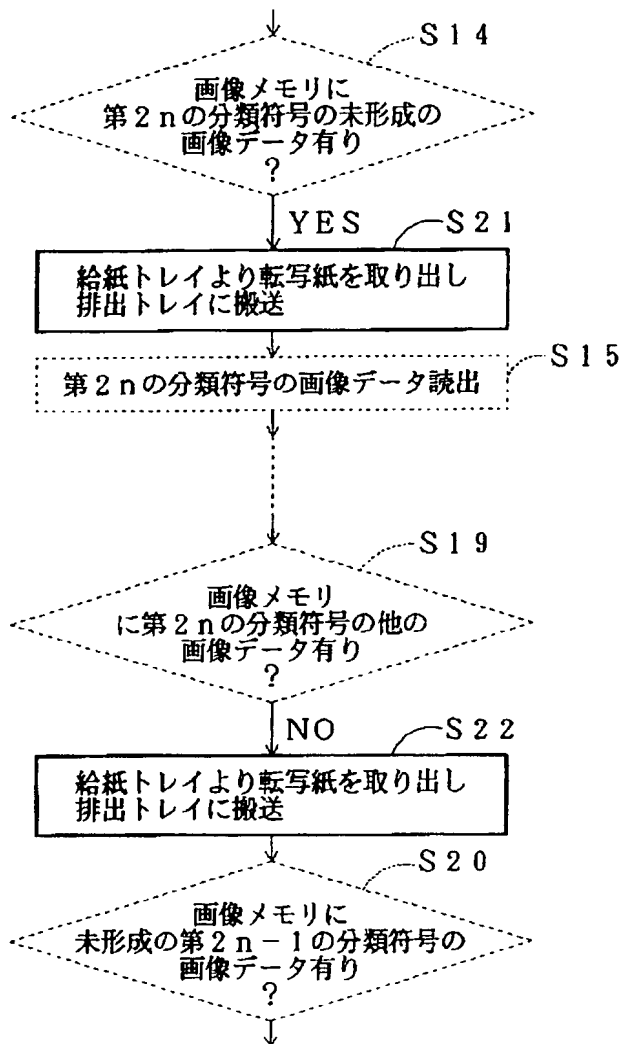 S14
画像メモリに
第2nの分類符号の未形成の
画像データ有り
?
YES
S21
給紙トレイより転写紙を取り出し
排出トレイに搬送
S15
第2nの分類符号の画像データ読出
S19
画像メモリ
に第2nの分類符号の他の
画像データ有り
?
NO
S22
給紙トレイより転写紙を取り出し
排出トレイに搬送
S20
画像メモリに
未形成の第2n-1の分類符号の
画像データ有り
?